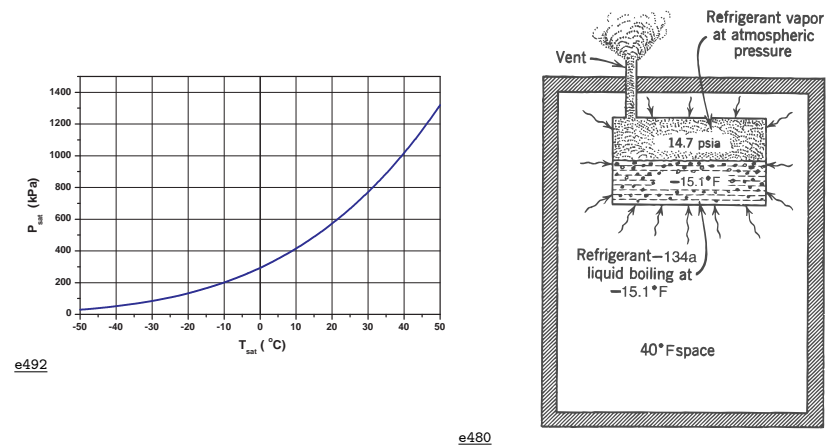 1400
1200
1000
800
600
400
200
0
P sat (kPa)
-50 -40 -30 -20 -10 0 10 20 30 40 50
T sat ( °C)
e492
Refrigerant vapor
at atmospheric
pressure
Vent
14.7 psia
-15.1°F
Refrigerant-134a
liquid boiling at
-15.1°F
40°F space
e480